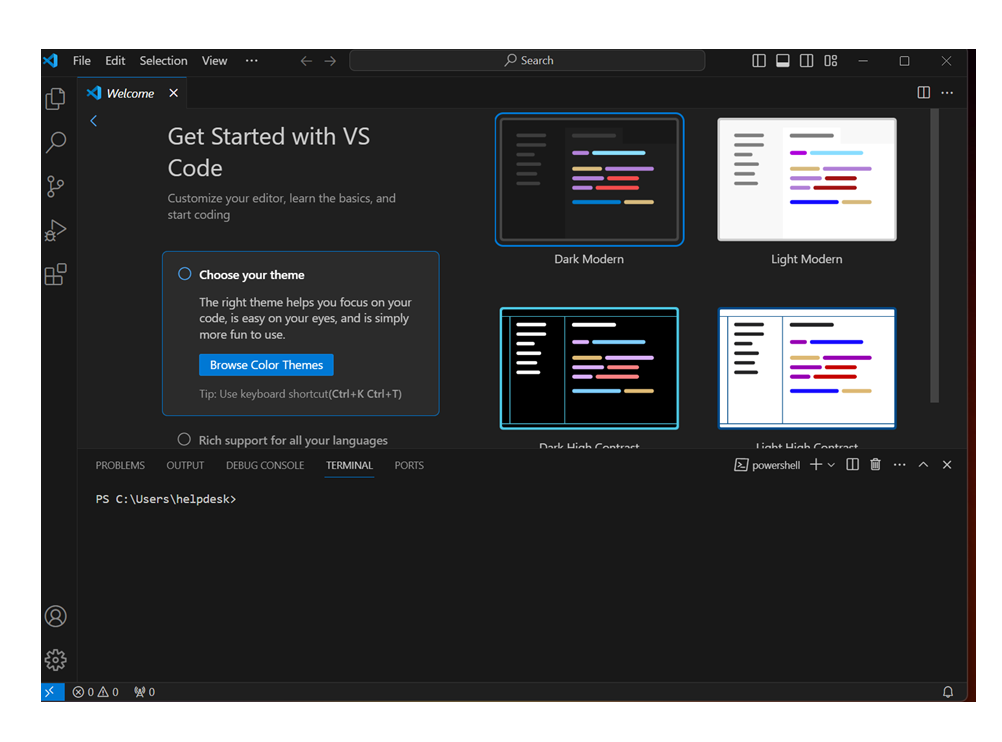 File Edit Selection View ··· Search
Welcome
Get Started with VS
Code
Customize your editor, learn the basics, and
start coding
Choose your theme
The right theme helps you focus on your
code, is easy on your eyes, and is simply
more fun to use.
Browse Color Themes
Tip: Use keyboard shortcut(Ctrl+K Ctrl+T)
Rich support for all your languages
Dark Modern
Light Modern
Dark High Contrast
Light High Contrast
PROBLEMS OUTPUT DEBUG CONSOLE TERMINAL PORTS powershell
PS C:\Users\helpdesk>
0 0 0